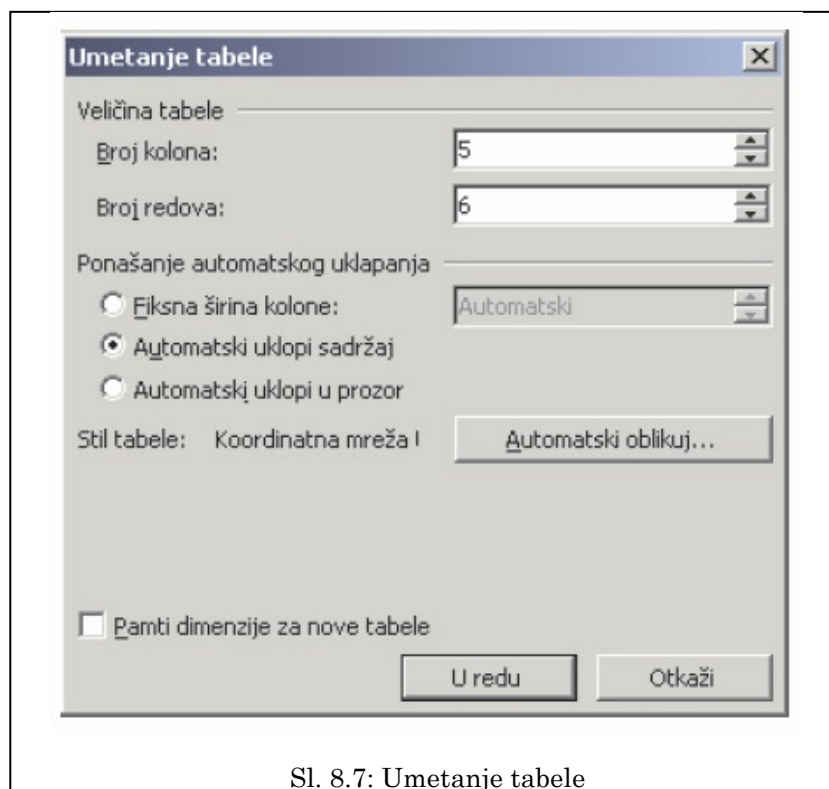 Umetanje tabele
Veličina tabele
Broj kolona: 5
Broj redova: 6
Ponašanje automatskog uklapanja
Fiksna širina kolone: Automatski
Automatski uklopi sadržaj
Automatski uklopi u prozor
Stil tabele: Koordinatna mreža Automatski oblikuj...
Pamti dimenzije za nove tabele
U redu Otkaži
Sl. 8.7: Umetanje tabele